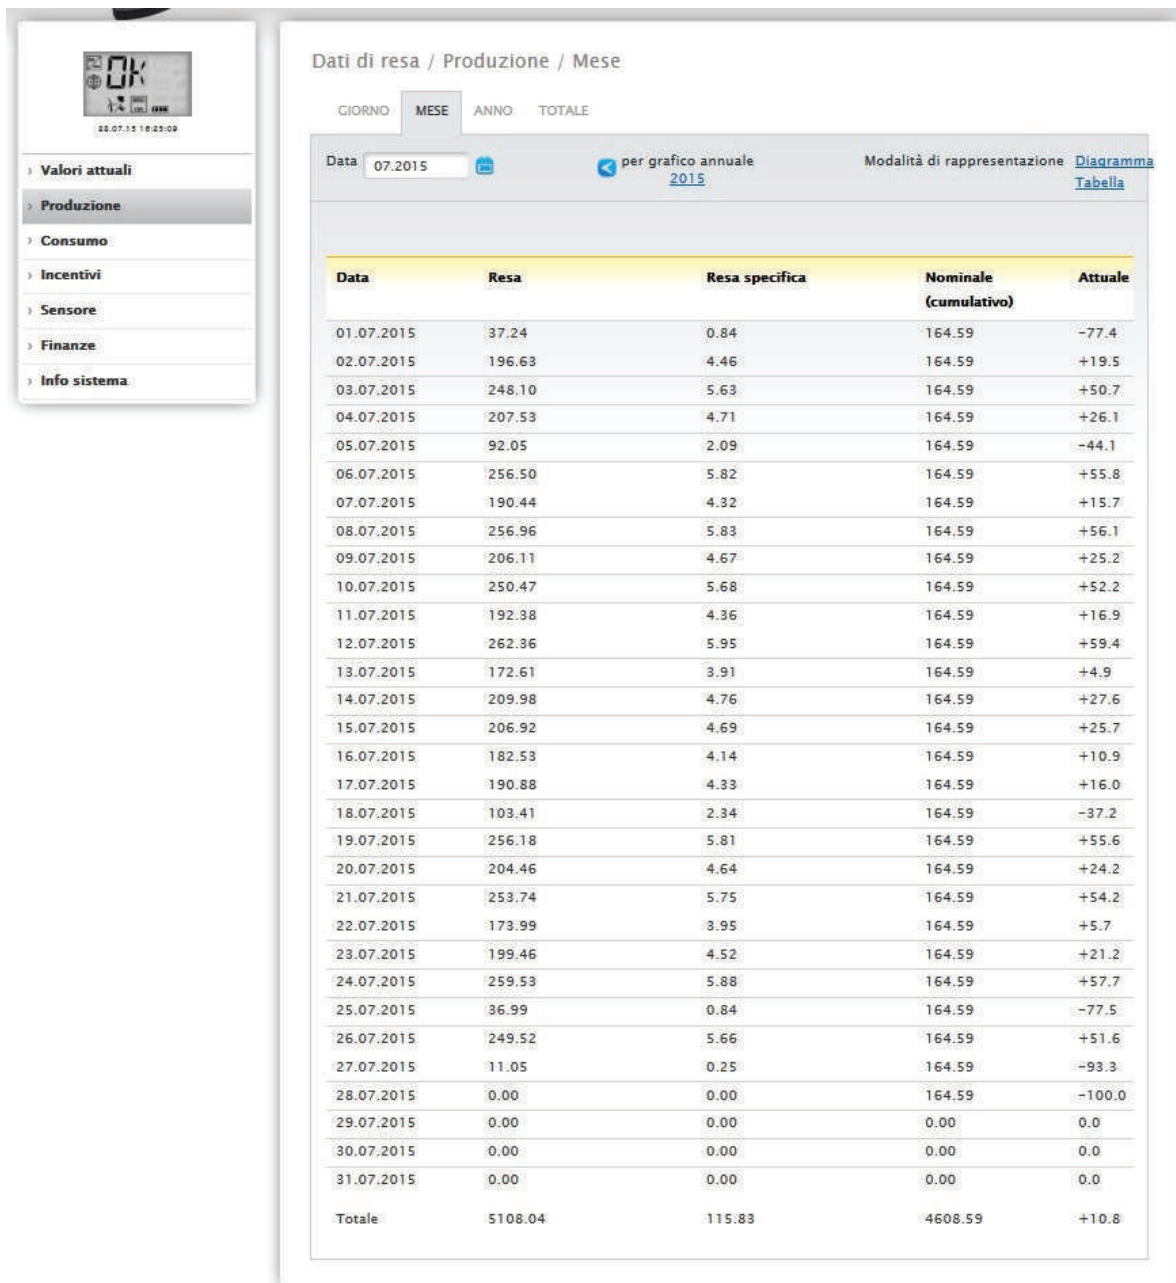 OK
28.07.15 16:25:09
Valori attuali
Produzione
Consumo
Incentivi
Sensore
Finanze
Info sistema
Dati di resa / Produzione / Mese
GIORNO MESE ANNO TOTALE
Data 07.2015 per grafico annuale Modalità di rappresentazione Diagramma
2015 Tabella
Data Resa Resa specifica Nominale Attuale
(cumulativo)
01.07.2015 37.24 0.84 164.59 -77.4
02.07.2015 196.63 4.46 164.59 +19.5
03.07.2015 248.10 5.63 164.59 +50.7
04.07.2015 207.53 4.71 164.59 +26.1
05.07.2015 92.05 2.09 164.59 -44.1
06.07.2015 256.50 5.82 164.59 +55.8
07.07.2015 190.44 4.32 164.59 +15.7
08.07.2015 256.96 5.83 164.59 +56.1
09.07.2015 206.11 4.67 164.59 +25.2
10.07.2015 250.47 5.68 164.59 +52.2
11.07.2015 192.38 4.36 164.59 +16.9
12.07.2015 262.36 5.95 164.59 +59.4
13.07.2015 172.61 3.91 164.59 +4.9
14.07.2015 209.98 4.76 164.59 +27.6
15.07.2015 206.92 4.69 164.59 +25.7
16.07.2015 182.53 4.14 164.59 +10.9
17.07.2015 190.88 4.33 164.59 +16.0
18.07.2015 103.41 2.34 164.59 -37.2
19.07.2015 256.18 5.81 164.59 +55.6
20.07.2015 204.46 4.64 164.59 +24.2
21.07.2015 253.74 5.75 164.59 +54.2
22.07.2015 173.99 3.95 164.59 +5.7
23.07.2015 199.46 4.52 164.59 +21.2
24.07.2015 259.53 5.88 164.59 +57.7
25.07.2015 36.99 0.84 164.59 -77.5
26.07.2015 249.52 5.66 164.59 +51.6
27.07.2015 11.05 0.25 164.59 -93.3
28.07.2015 0.00 0.00 164.59 -100.0
29.07.2015 0.00 0.00 0.00 0.0
30.07.2015 0.00 0.00 0.00 0.0
31.07.2015 0.00 0.00 0.00 0.0
Totale 5108.04 115.83 4608.59 +10.8